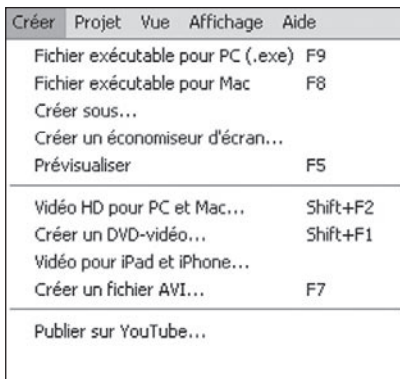 Créer Projet Vue Affichage Aide
Fichier exécutable pour PC (.exe) F9
Fichier exécutable pour Mac F8
Créer sous...
Créer un économiseur d'écran...
Prévisualiser F5
Vidéo HD pour PC et Mac... Shift+F2
Créer un DVD-vidéo... Shift+F1
Vidéo pour iPad et iPhone...
Créer un fichier AVI... F7
Publier sur YouTube...